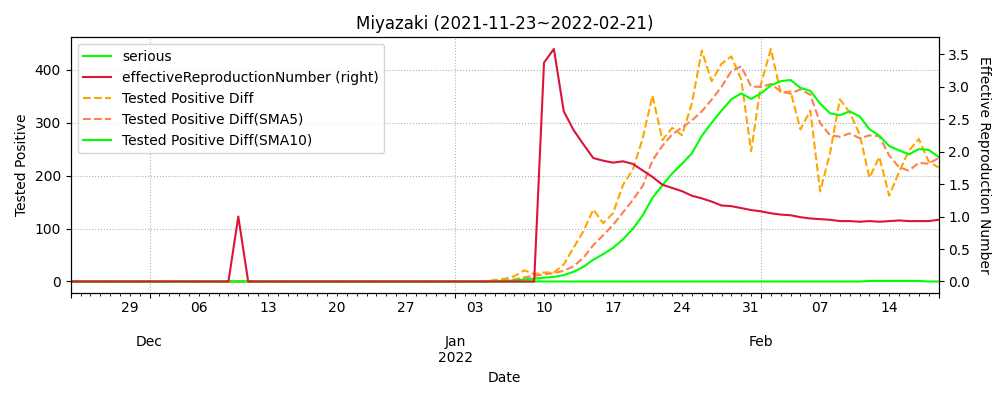 Miyazaki (2021-11-23~2022-02-21)
serious
effectiveReproductionNumber (right)
Tested Positive Diff
Tested Positive Diff(SMA5)
Tested Positive Diff(SMA10)
Tested Positive
400
300
200
100
0
Effective Reproduction Number
3.5
3.0
2.5
2.0
1.5
1.0
0.5
0.0
29 06 13 20 27 03 10 17 24 31 07 14
Dec Jan Feb
2022
Date